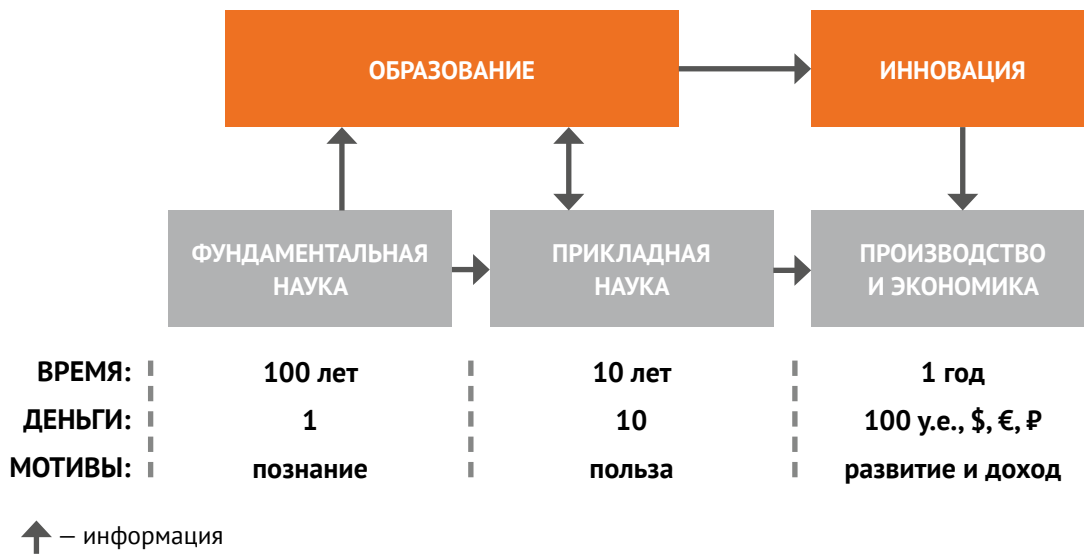 ОБРАЗОВАНИЕ
ИННОВАЦИЯ
ФУНДАМЕНТАЛЬНАЯ
НАУКА
ПРИКЛАДНАЯ
НАУКА
ПРОИЗВОДСТВО
И ЭКОНОМИКА
ВРЕМЯ: 100 лет 10 лет 1 год
ДЕНЬГИ: 1 10 100 у.е., $, €, ₽
МОТИВЫ: познание польза развитие и доход
— информация